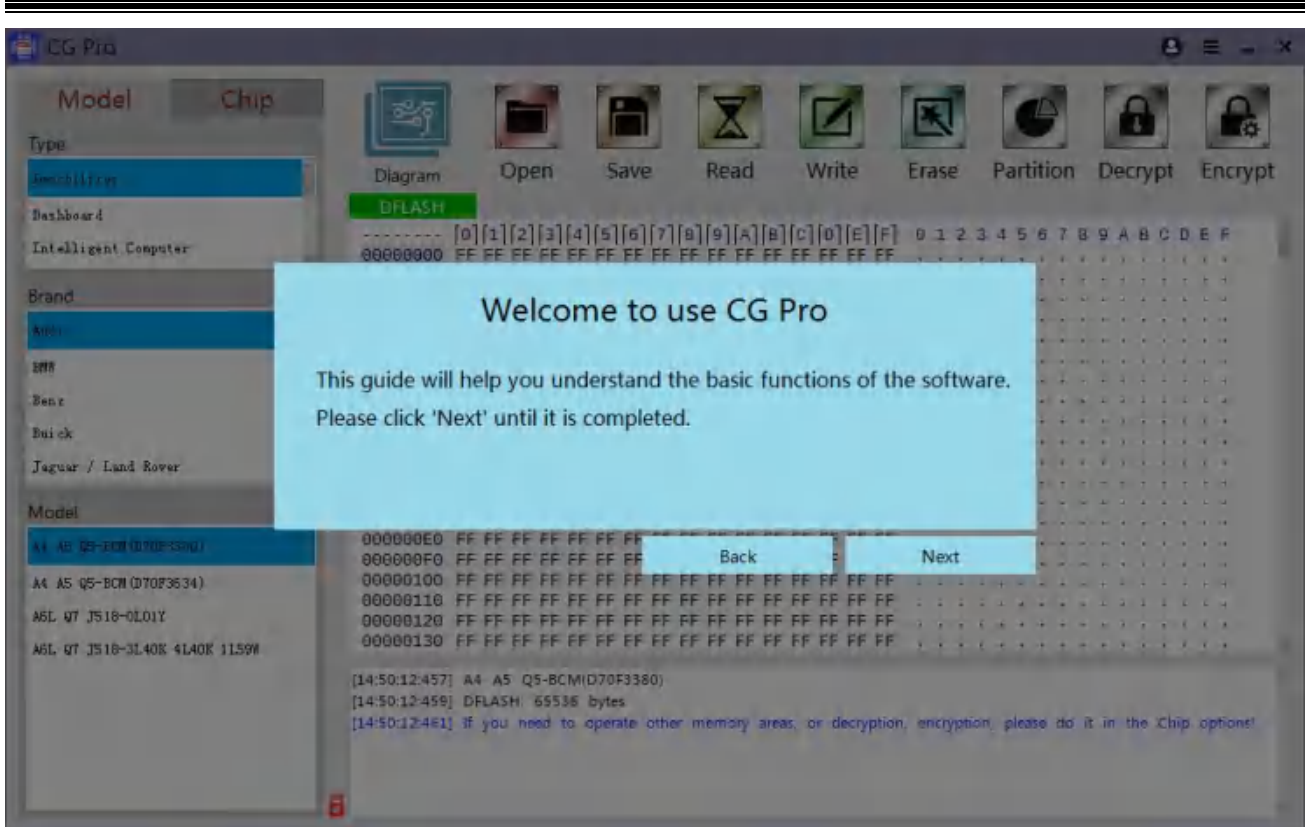 CG Pro
Model Chip
Type
Immobilizer
Dashboard
Intelligent Computer
Brand
Audi
BMW
Benz
Buick
Jaguar / Land Rover
Model
A4 A5 Q5-BCM(D70F3380)
A4 A5 Q5-BCM(D70F3634)
A6L Q7 J518-0L01Y
A6L Q7 J518-3L40K 4L40K 1L59W
Diagram Open Save Read Write Erase Partition Decrypt Encrypt
DFLASH
-------- [0][1][2][3][4][5][6][7][8][9][A][B][C][D][E][F] 0 1 2 3 4 5 6 7 8 9 A B C D E F
00000000 FF FF FF FF FF FF FF FF FF FF FF FF FF FF FF FF . . . . . . . . . . . . . . . .
Welcome to use CG Pro
This guide will help you understand the basic functions of the software.
Please click 'Next' until it is completed.
000000E0 FF FF FF FF FF FF FF
000000F0 FF FF FF FF FF FF FF
Back Next
00000100 FF FF FF FF FF FF FF FF FF FF FF FF FF FF FF FF . . . . . . . . . . . . . . . .
00000110 FF FF FF FF FF FF FF FF FF FF FF FF FF FF FF FF . . . . . . . . . . . . . . . .
00000120 FF FF FF FF FF FF FF FF FF FF FF FF FF FF FF FF . . . . . . . . . . . . . . . .
00000130 FF FF FF FF FF FF FF FF FF FF FF FF FF FF FF FF . . . . . . . . . . . . . . . .
[14:50:12:457] A4 A5 Q5-BCM(D70F3380)
[14:50:12:459] DFLASH 65536 bytes
[14:50:12:461] If you need to operate other memory areas, or decryption, encryption, please do it in the Chip options!